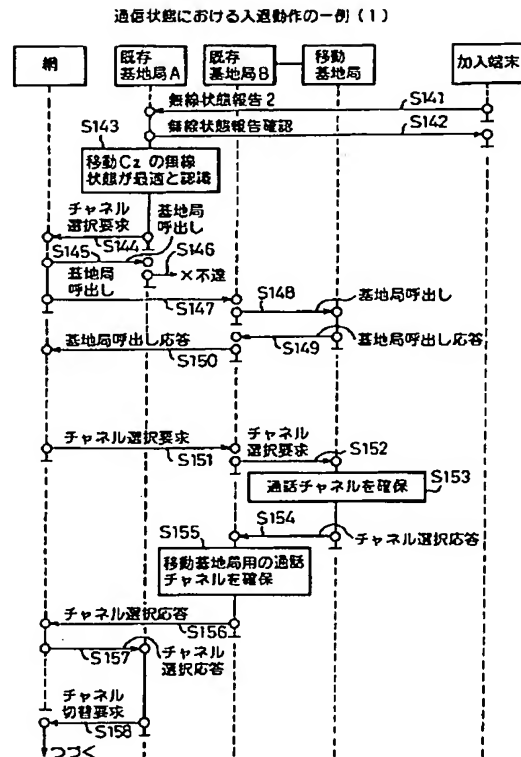 通信状態における入退動作の一例(1)
網
既存
基地局A
既存
基地局B
移動
基地局
加入端末
無線状態報告2
S141
無線状態報告確認
S142
S143
移動Czの無線
状態が最適と認識
チャネル
選択要求
S144
基地局
呼出し
S145
S146
×不達
基地局
呼出し
S147
S148
基地局呼出し
基地局呼出し応答
S149
基地局呼出し応答
S150
チャネル選択要求
S151
チャネル
選択要求
S152
通話チャネルを確保
S153
S154
チャネル選択応答
S155
移動基地局用の通話
チャネルを確保
チャネル選択応答
S156
S157
チャネル
選択応答
チャネル
切替要求
S158
つづく